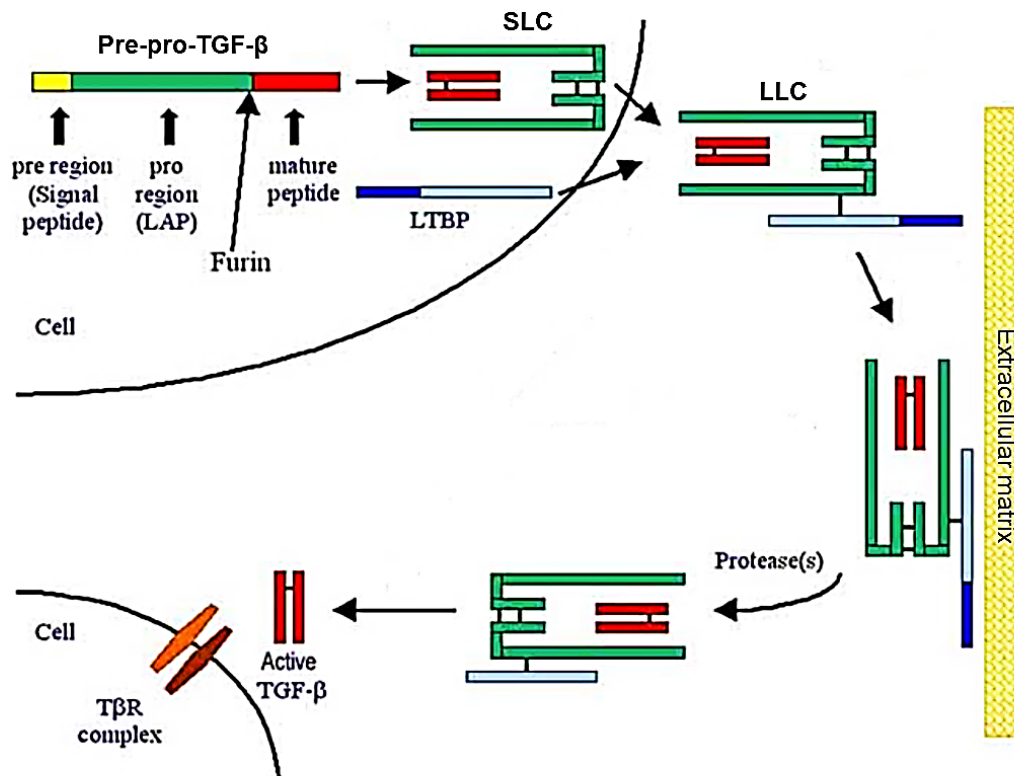 Pre-pro-TGF-β
SLC
LLC
pre region
(Signal
peptide)
pro
region
(LAP)
mature
peptide
Furin
LTBP
Cell
Extracellular matrix
Protease(s)
Cell
Active
TGF-β
TβR
complex